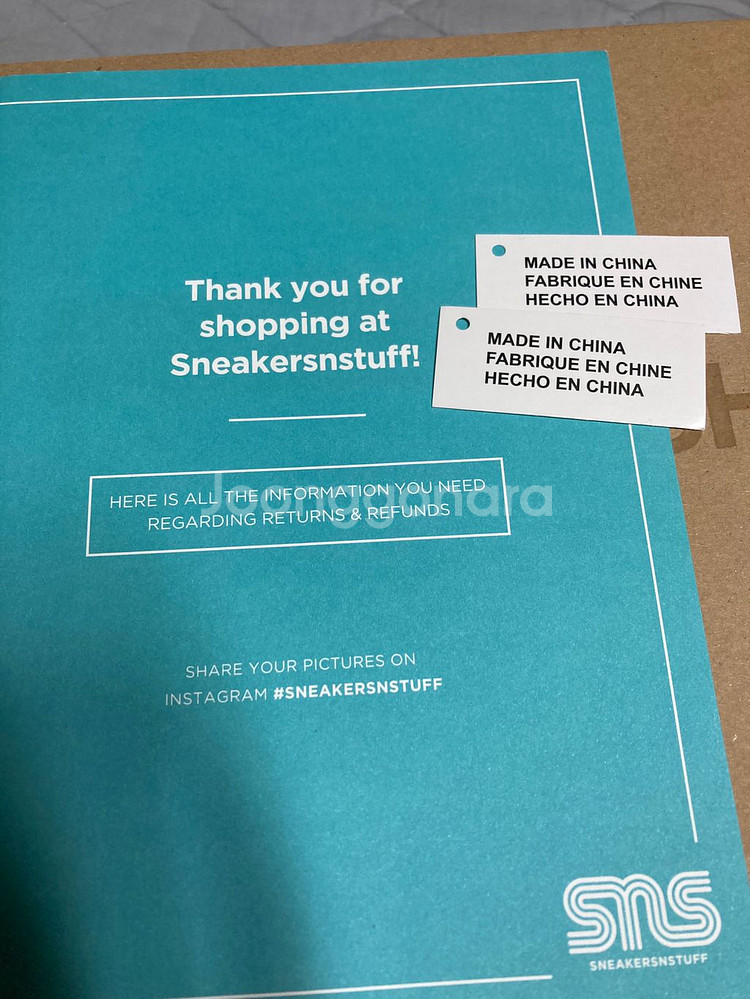 Thank you for
shopping at
Sneakersnstuff!
HERE IS ALL THE INFORMATION YOU NEED
REGARDING RETURNS & REFUNDS
SHARE YOUR PICTURES ON
INSTAGRAM #SNEAKERSNSTUFF
MADE IN CHINA
FABRIQUE EN CHINE
HECHO EN CHINA
MADE IN CHINA
FABRIQUE EN CHINE
HECHO EN CHINA
Joongganara
sns
SNEAKERSNSTUFF